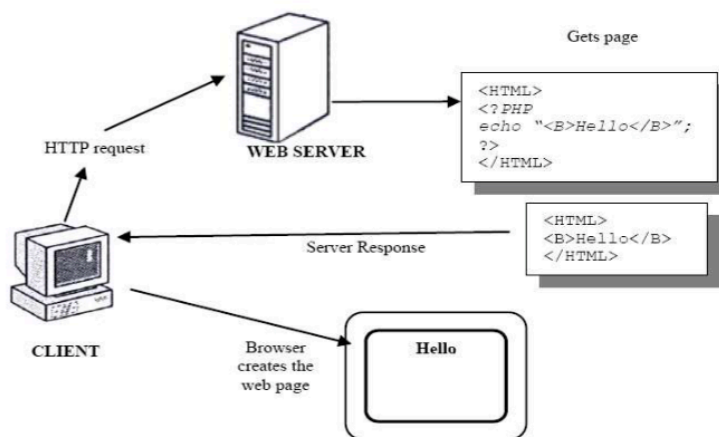 Gets page
<HTML>
<?PHP
echo “<B>Hello</B>”;
?>
</HTML>
HTTP request
WEB SERVER
<HTML>
<B>Hello</B>
</HTML>
Server Response
CLIENT
Browser
creates the
web page
Hello